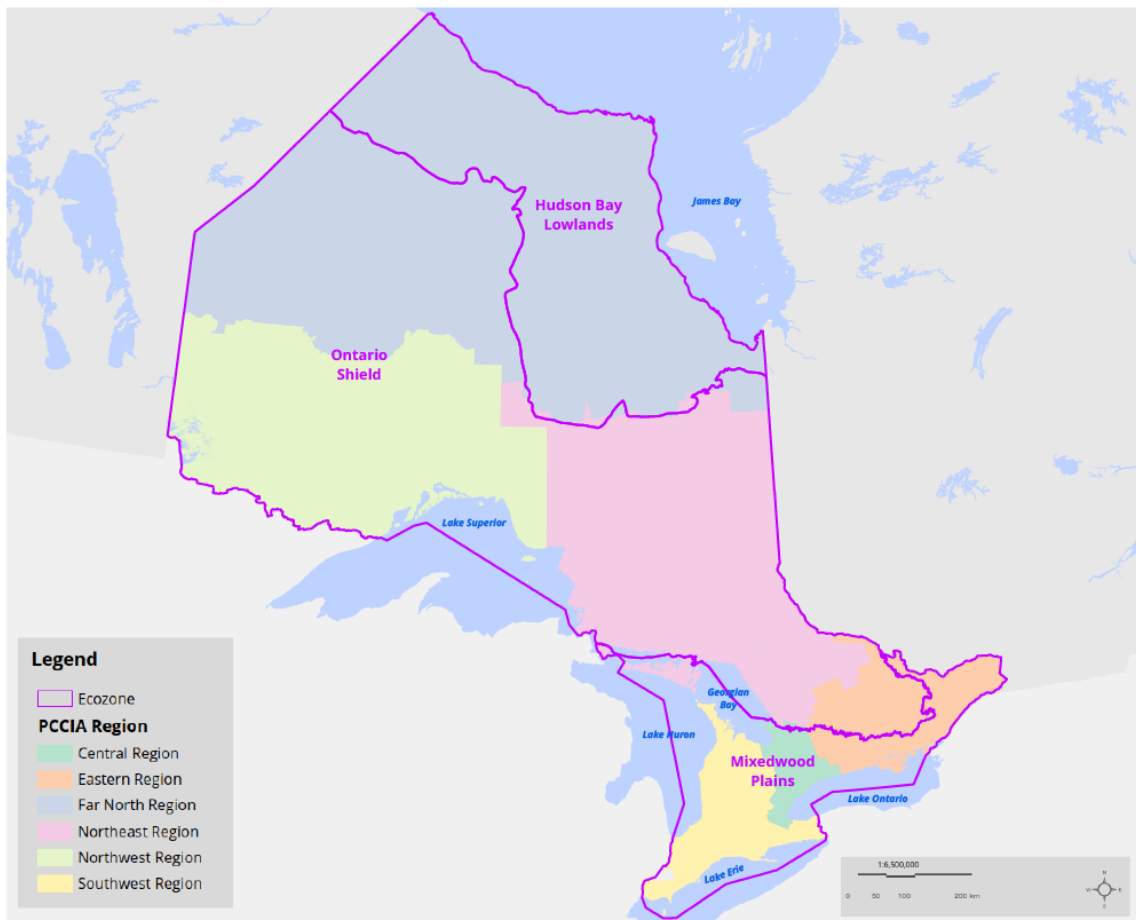 James Bay
Hudson Bay
Lowlands
Ontario
Shield
Lake Superior
Georgian
Bay
Lake Huron
Mixedwood
Plains
Lake Ontario
Lake Erie
Legend
Ecozone
PCCIA Region
Central Region
Eastern Region
Far North Region
Northeast Region
Northwest Region
Southwest Region
1:6,500,000
0 50 100 200 km
N
W E
S